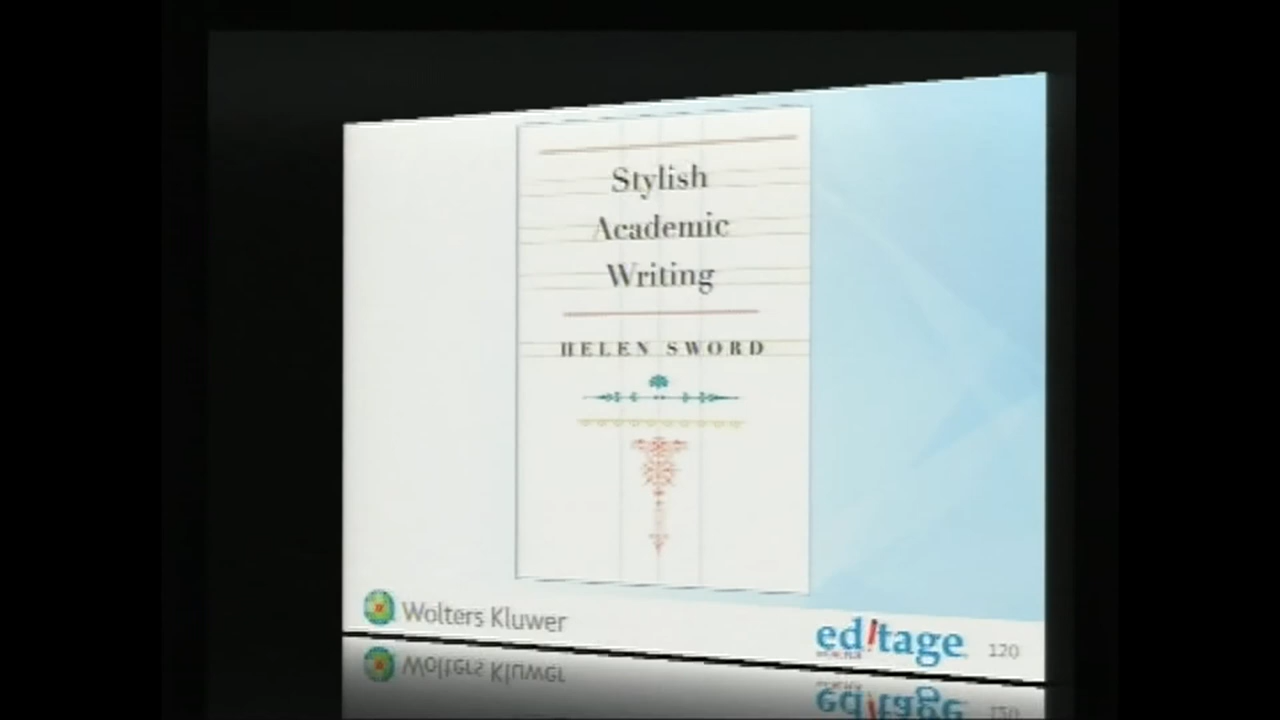 Stylish
Academic
Writing
HELEN SWORD
Wolters Kluwer
editage 120